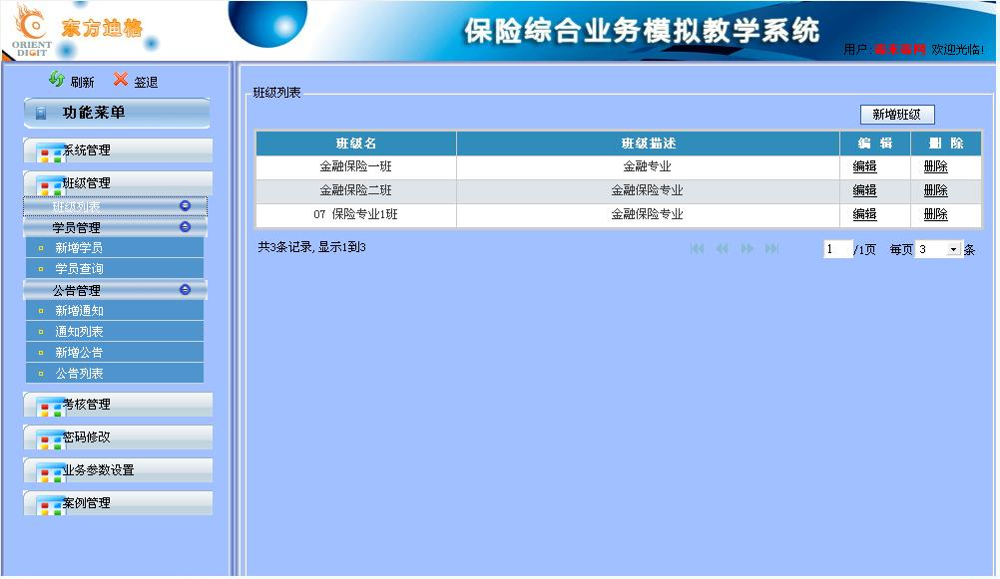 东方迪格
ORIENT
DIGIT
保险综合业务模拟教学系统
用户: 欢迎光临!
刷新 签退
功能菜单
系统管理
班级管理
班级列表
学员管理
新增学员
学员查询
公告管理
新增通知
通知列表
新增公告
公告列表
考核管理
密码修改
业务参数设置
案例管理
班级列表
新增班级
班级名 班级描述 编 辑 删 除
金融保险一班 金融专业 编辑 删除
金融保险二班 金融保险专业 编辑 删除
07 保险专业1班 金融保险专业 编辑 删除
共3条记录,显示1到3 1 /1页 每页 3 条